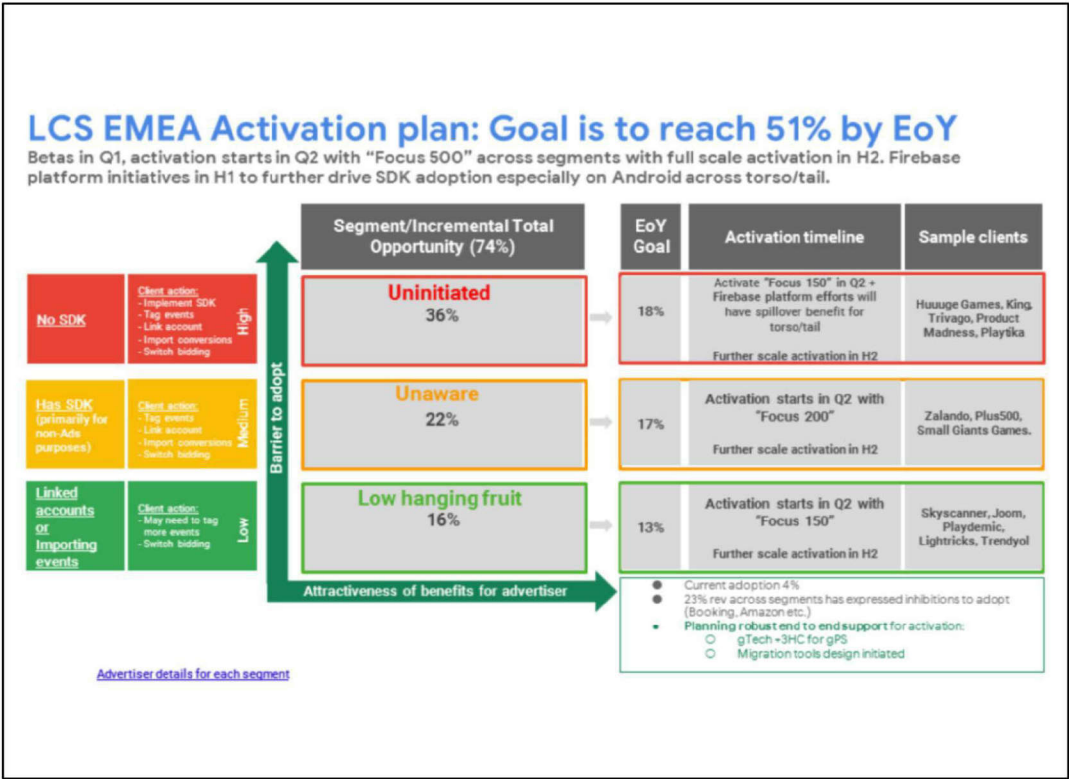 LCS EMEA Activation plan: Goal is to reach 51% by EoY
Betas in Q1, activation starts in Q2 with “Focus 500” across segments with full scale activation in H2. Firebase
platform initiatives in H1 to further drive SDK adoption especially on Android across torso/tail.
Segment/Incremental Total
Opportunity (74%)
EoY
Goal
Activation timeline
Sample clients
No SDK
Client action:
- Implement SDK
- Tag events
- Link account
- Import conversions
- Switch bidding
High
Uninitiated
36%
18%
Activate “Focus 150” in Q2 +
Firebase platform efforts will
have spillover benefit for
torso/tail
Further scale activation in H2
Huuuge Games, King,
Trivago, Product
Madness, Playtika
Barrier to adopt
Has SDK
(primarily for
non-Ads
purposes)
Client action:
- Tag events
- Link account
- Import conversions
- Switch bidding
Medium
Unaware
22%
17%
Activation starts in Q2 with
“Focus 200”
Further scale activation in H2
Zalando, Plus500,
Small Giants Games.
Linked
accounts
or
Importing
events
Client action:
- May need to tag
more events
- Switch bidding
Low
Low hanging fruit
16%
13%
Activation starts in Q2 with
“Focus 150”
Further scale activation in H2
Skyscanner, Joom,
Playdemic,
Lightricks, Trendyol
Attractiveness of benefits for advertiser
● Current adoption 4%
● 23% rev across segments has expressed inhibitions to adopt
(Booking, Amazon etc.)
▪ Planning robust end to end support for activation:
○ gTech +3HC for gPS
○ Migration tools design initiated
Advertiser details for each segment